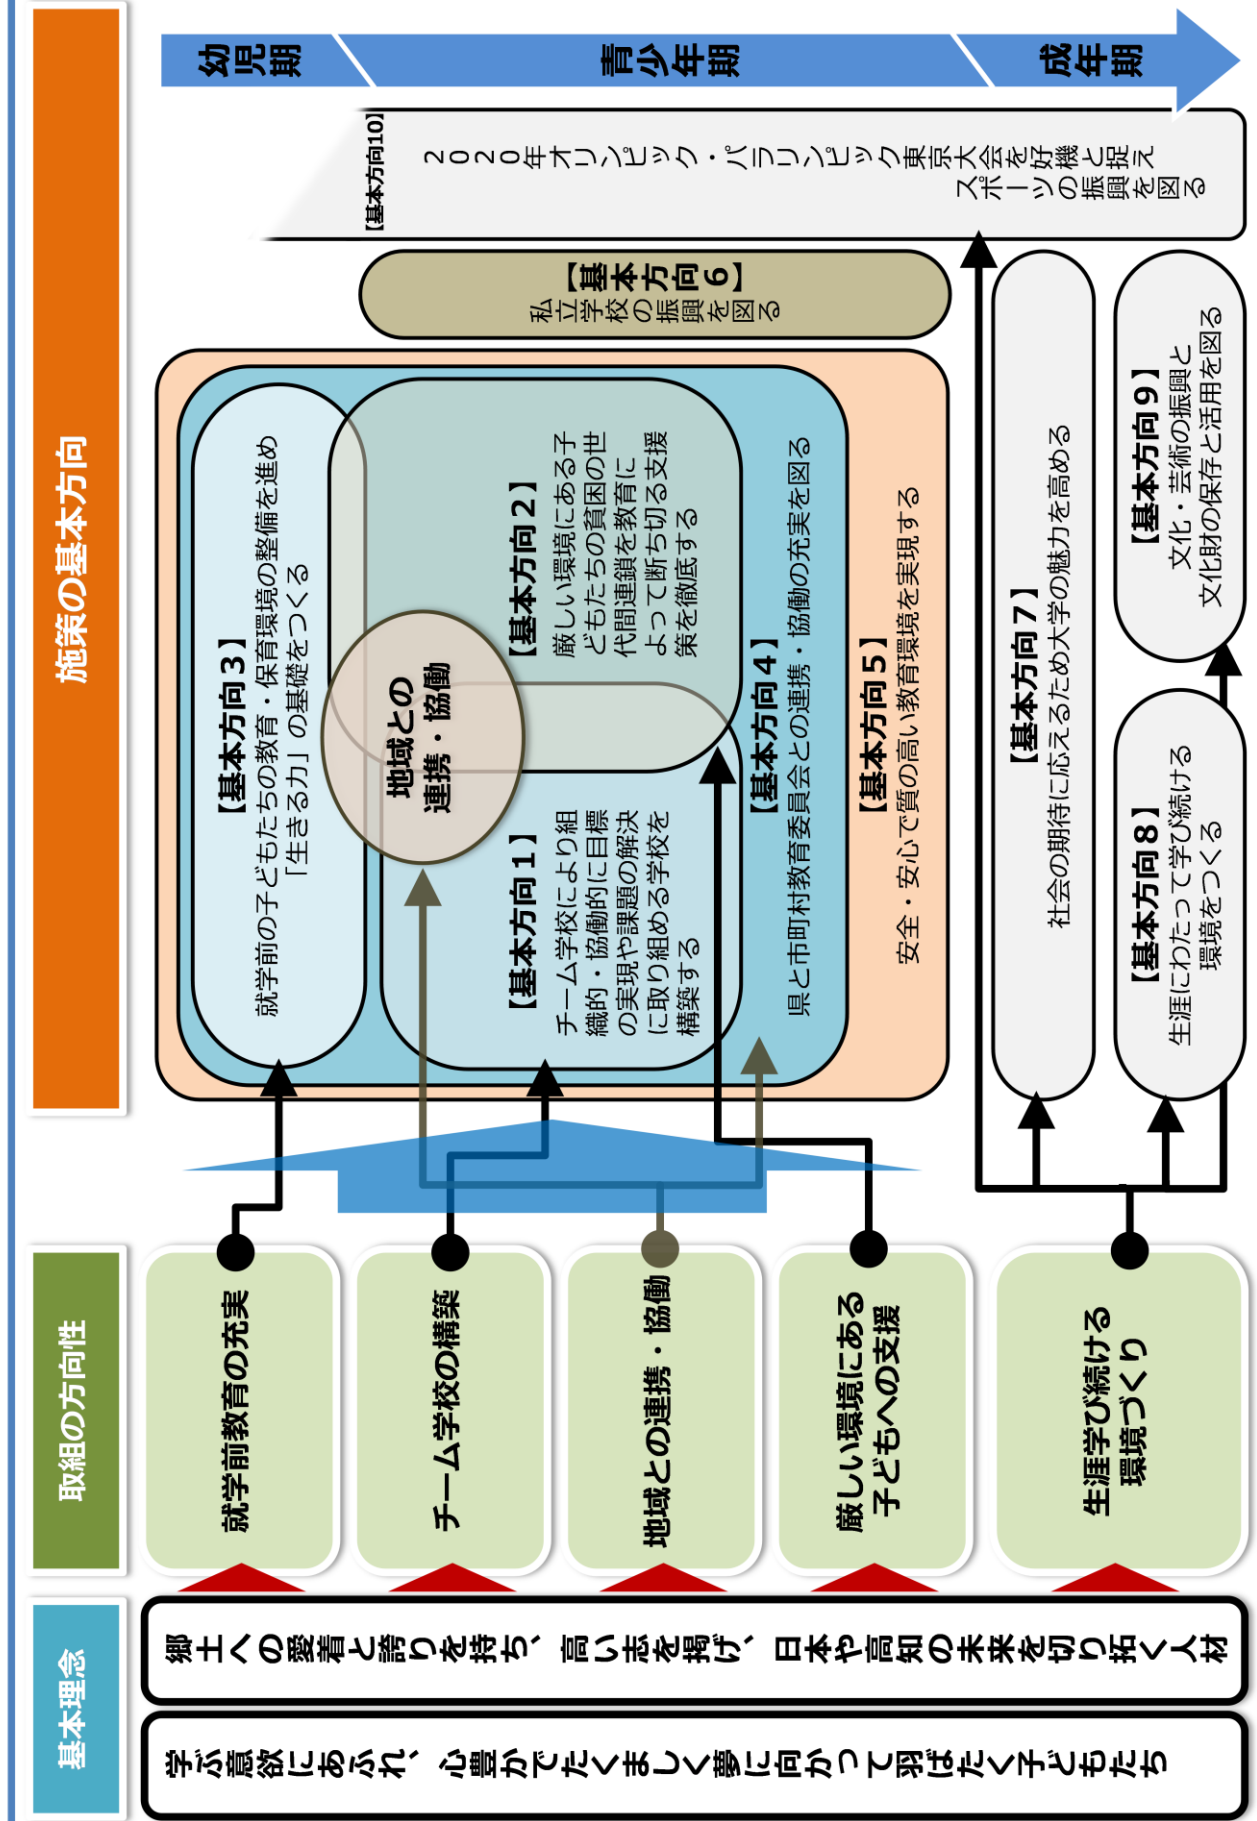 基本理念
学ぶ意欲にあふれ、心豊かでたくましく夢に向かって羽ばたく子どもたち
郷土への愛着と誇りを持ち、高い志を掲げ、日本や高知の未来を切り拓く人材
取組の方向性
就学前教育の充実
チーム学校の構築
地域との連携・協働
厳しい環境にある
子どもへの支援
生涯学び続ける
環境づくり
施策の基本方向
【基本方向３】
就学前の子どもたちの教育・保育環境の整備を進め
「生きる力」の基礎をつくる
地域との
連携・協働
【基本方向１】
チーム学校により組
織的・協働的に目標
の実現や課題の解決
に取り組める学校を
構築する
【基本方向２】
厳しい環境にある子
どもたちの貧困の世
代間連鎖を教育に
よって断ち切る支援
策を徹底する
【基本方向４】
県と市町村教育委員会との連携・協働の充実を図る
【基本方向５】
安全・安心で質の高い教育環境を実現する
【基本方向６】
私立学校の振興を図る
【基本方向７】
社会の期待に応えるため大学の魅力を高める
【基本方向８】
生涯にわたって学び続ける
環境をつくる
【基本方向９】
文化・芸術の振興と
文化財の保存と活用を図る
【基本方向10】
２０２０年オリンピック・パラリンピック東京大会を好機と捉え
スポーツの振興を図る
幼児期
青少年期
成年期